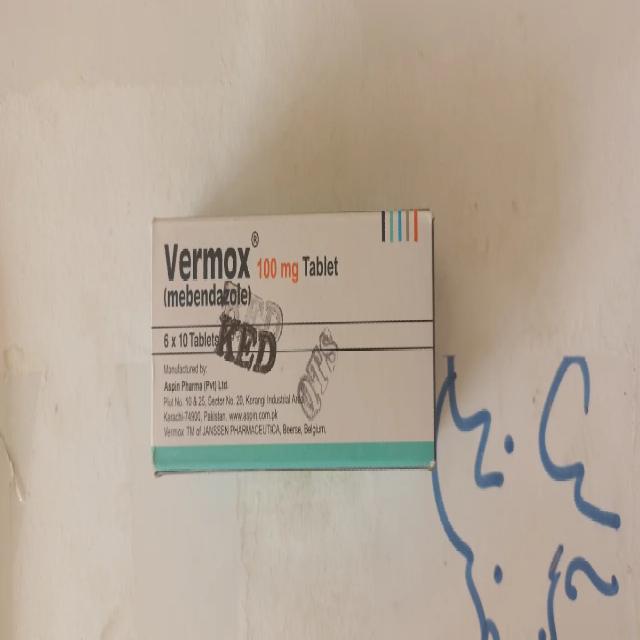 Vermox® 100 mg Tablet
(mebendazole)
6 x 10 Tablets
KED
Manufactured by:
Aspin Pharma (Pvt) Ltd.
Plot No. 10 & 25, Sector No. 20, Korangi Industrial Area
Karachi-74900, Pakistan, www.aspin.com.pk
Vermox TM of JANSSEN PHARMACEUTICA, Beerse, Belgium.